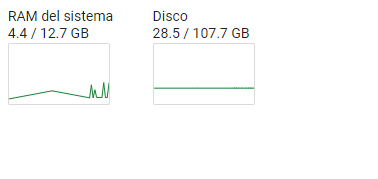 RAM del sistema
4.4 / 12.7 GB
Disco
28.5 / 107.7 GB